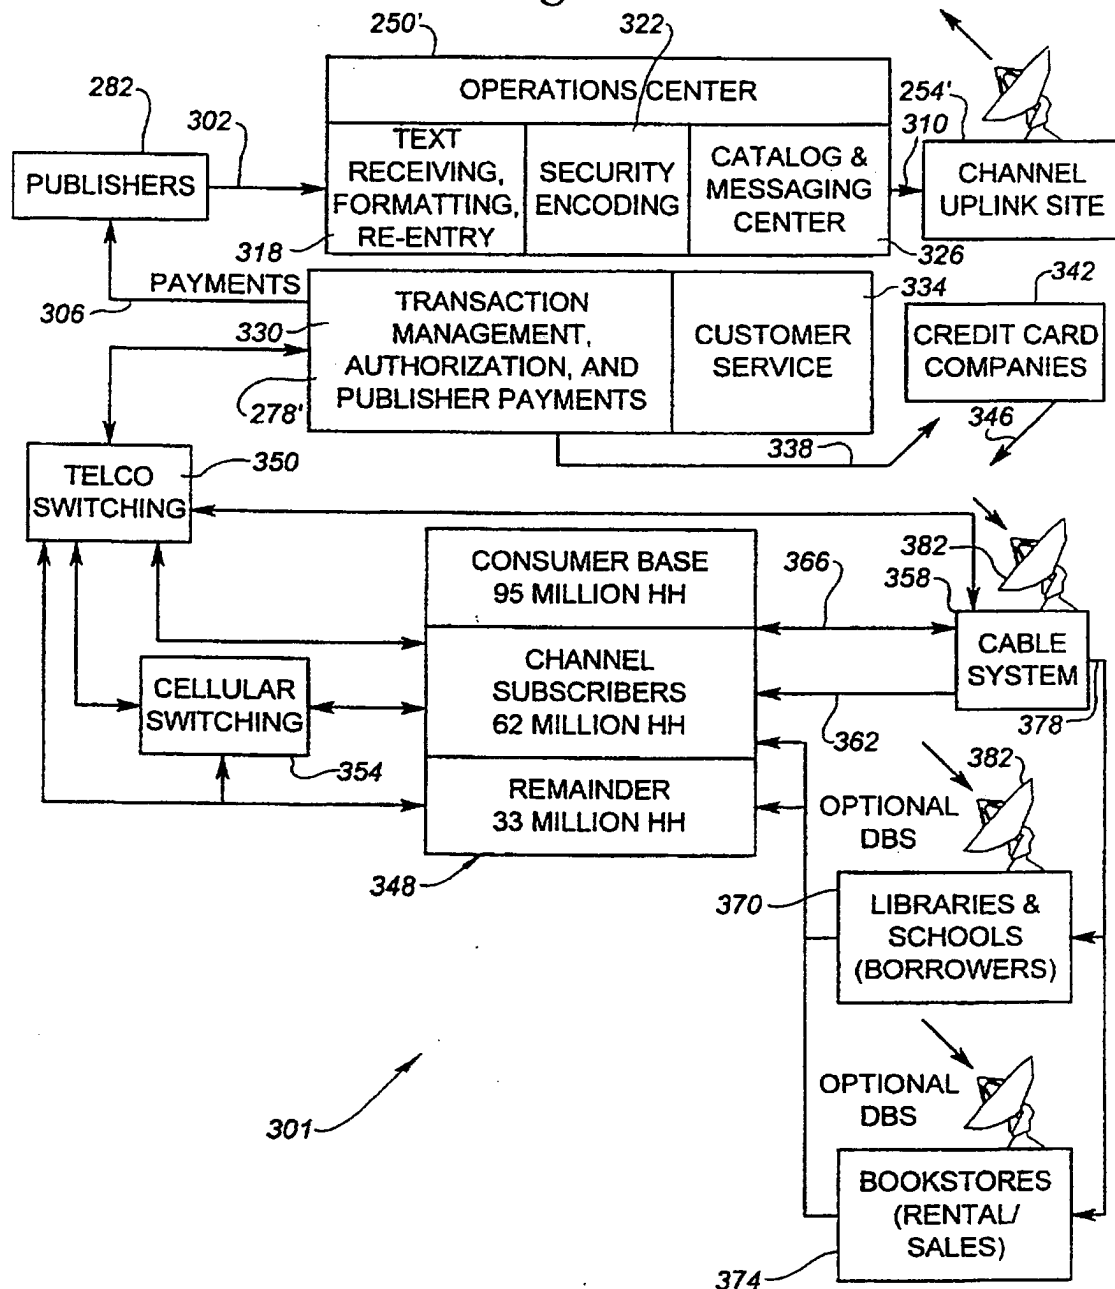 250'
322
OPERATIONS CENTER
282
302
PUBLISHERS
TEXT
RECEIVING,
FORMATTING,
RE-ENTRY
318
SECURITY
ENCODING
CATALOG &
MESSAGING
CENTER
326
310
254'
CHANNEL
UPLINK SITE
PAYMENTS
306
330
TRANSACTION
MANAGEMENT,
AUTHORIZATION, AND
PUBLISHER PAYMENTS
278'
334
CUSTOMER
SERVICE
342
CREDIT CARD
COMPANIES
346
338
TELCO
SWITCHING
350
CONSUMER BASE
95 MILLION HH
CHANNEL
SUBSCRIBERS
62 MILLION HH
REMAINDER
33 MILLION HH
348
CELLULAR
SWITCHING
354
366
362
358
382
CABLE
SYSTEM
378
382
OPTIONAL
DBS
370
LIBRARIES &
SCHOOLS
(BORROWERS)
OPTIONAL
DBS
BOOKSTORES
(RENTAL/
SALES)
374
301